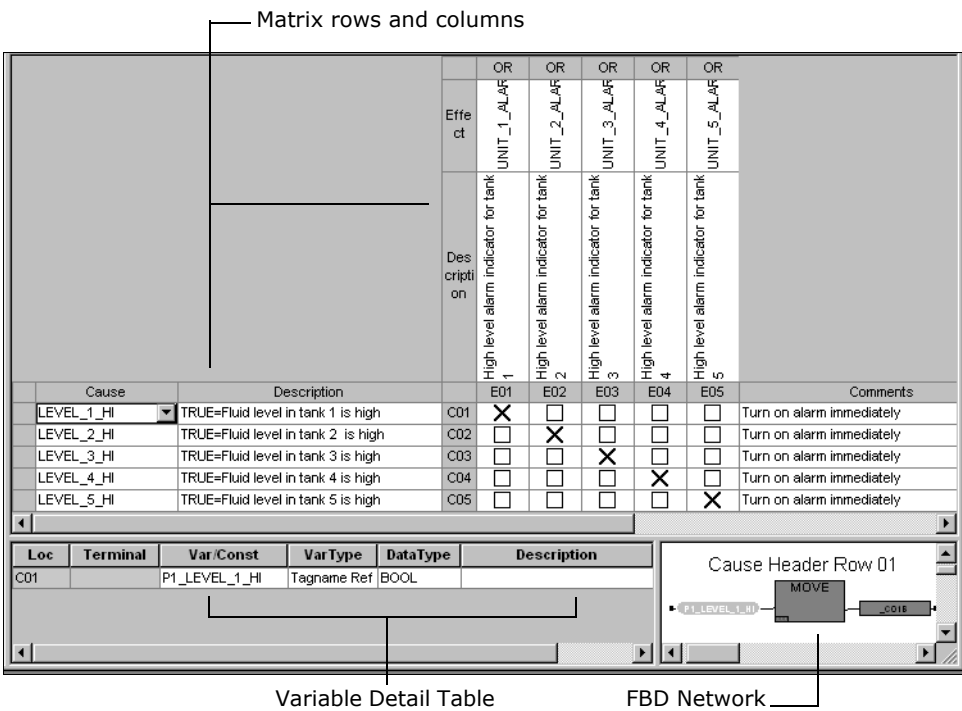 Matrix rows and columns
OR OR OR OR OR
Effe
ct
UNIT_1_ALAR
UNIT_2_ALAR
UNIT_3_ALAR
UNIT_4_ALAR
UNIT_5_ALAR
Des
cripti
on
High level alarm indicator for tank
1
High level alarm indicator for tank
2
High level alarm indicator for tank
3
High level alarm indicator for tank
4
High level alarm indicator for tank
5
Cause Description E01 E02 E03 E04 E05 Comments
LEVEL_1_HI TRUE=Fluid level in tank 1 is high C01 Turn on alarm immediately
LEVEL_2_HI TRUE=Fluid level in tank 2 is high C02 Turn on alarm immediately
LEVEL_3_HI TRUE=Fluid level in tank 3 is high C03 Turn on alarm immediately
LEVEL_4_HI TRUE=Fluid level in tank 4 is high C04 Turn on alarm immediately
LEVEL_5_HI TRUE=Fluid level in tank 5 is high C05 Turn on alarm immediately
Loc Terminal Var/Const VarType DataType Description
C01 P1_LEVEL_1_HI Tagname Ref BOOL
Cause Header Row 01
MOVE
P1_LEVEL_1_HI _C01B
Variable Detail Table
FBD Network